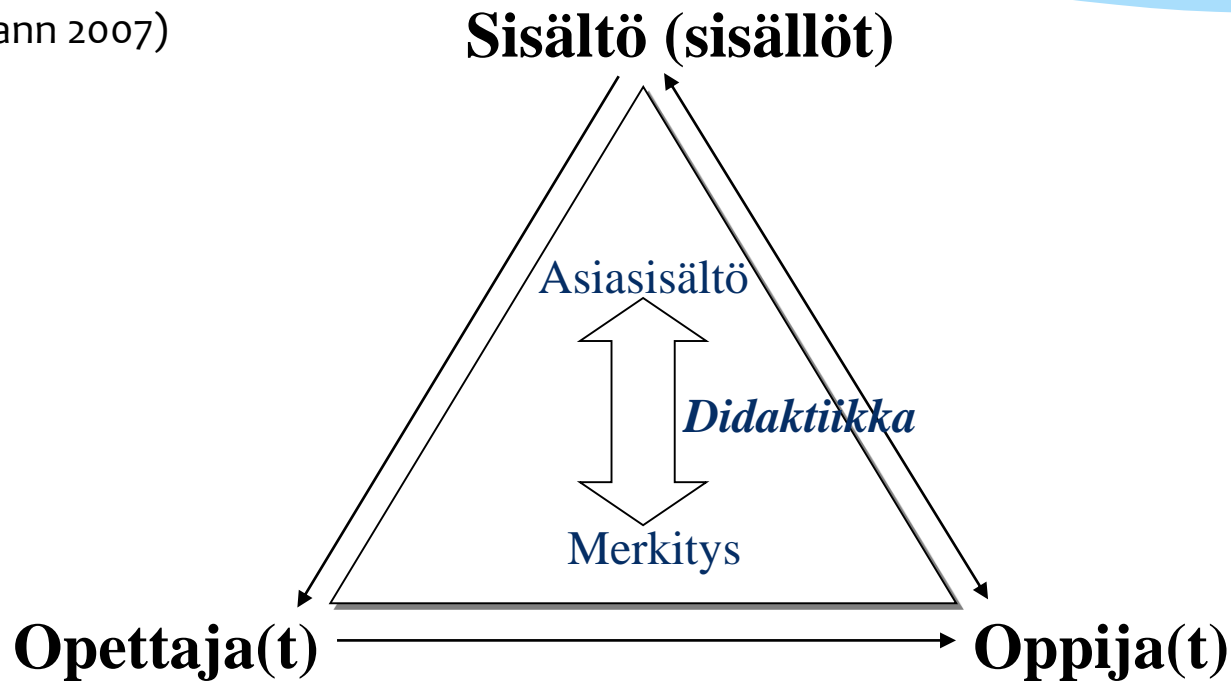 ann 2007)
Sisältö (sisällöt)
Asiasisältö
Didaktiikka
Merkitys
Opettaja(t)
Oppija(t)